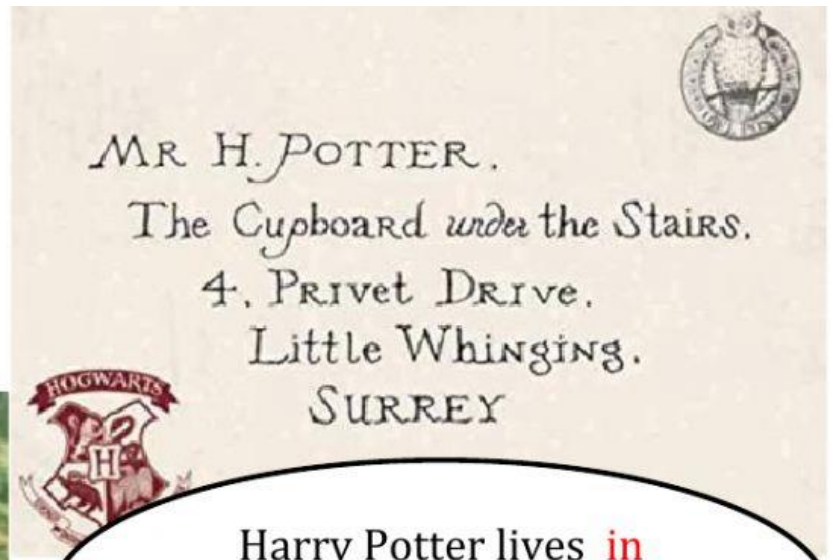 MR H. POTTER.
The Cupboard under the Stairs.
4. Privet Drive.
Little Whinging.
SURREY
HOGWARTS
H
Harry Potter lives in